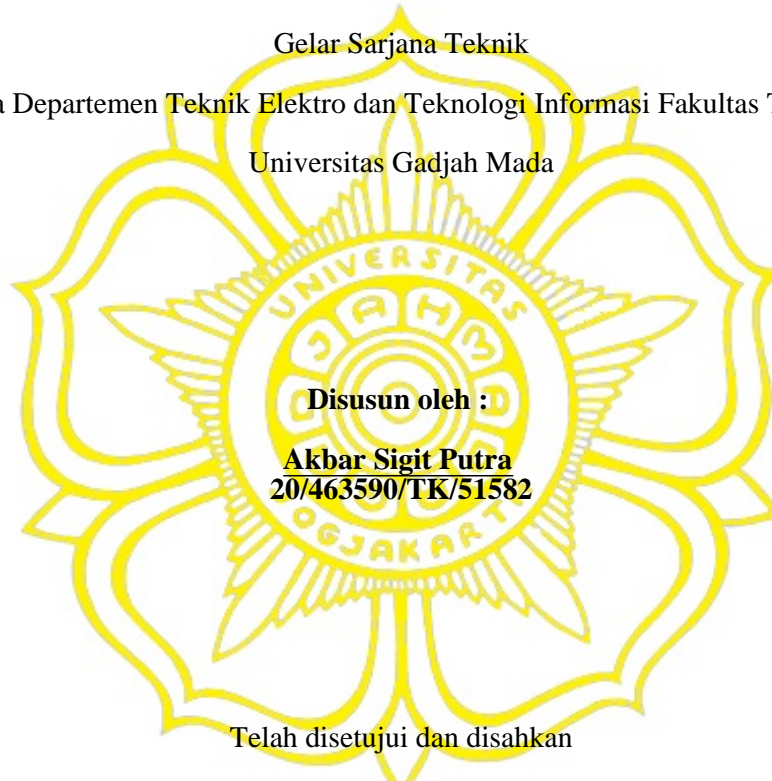 Gelar Sarjana Teknik
Departemen Teknik Elektro dan Teknologi Informasi Fakultas
Universitas Gadjah Mada
UNIVERSITAS
Disusun oleh :
Akbar Sigit Putra
20/463590/TK/51582
Telah disetujui dan disahkan